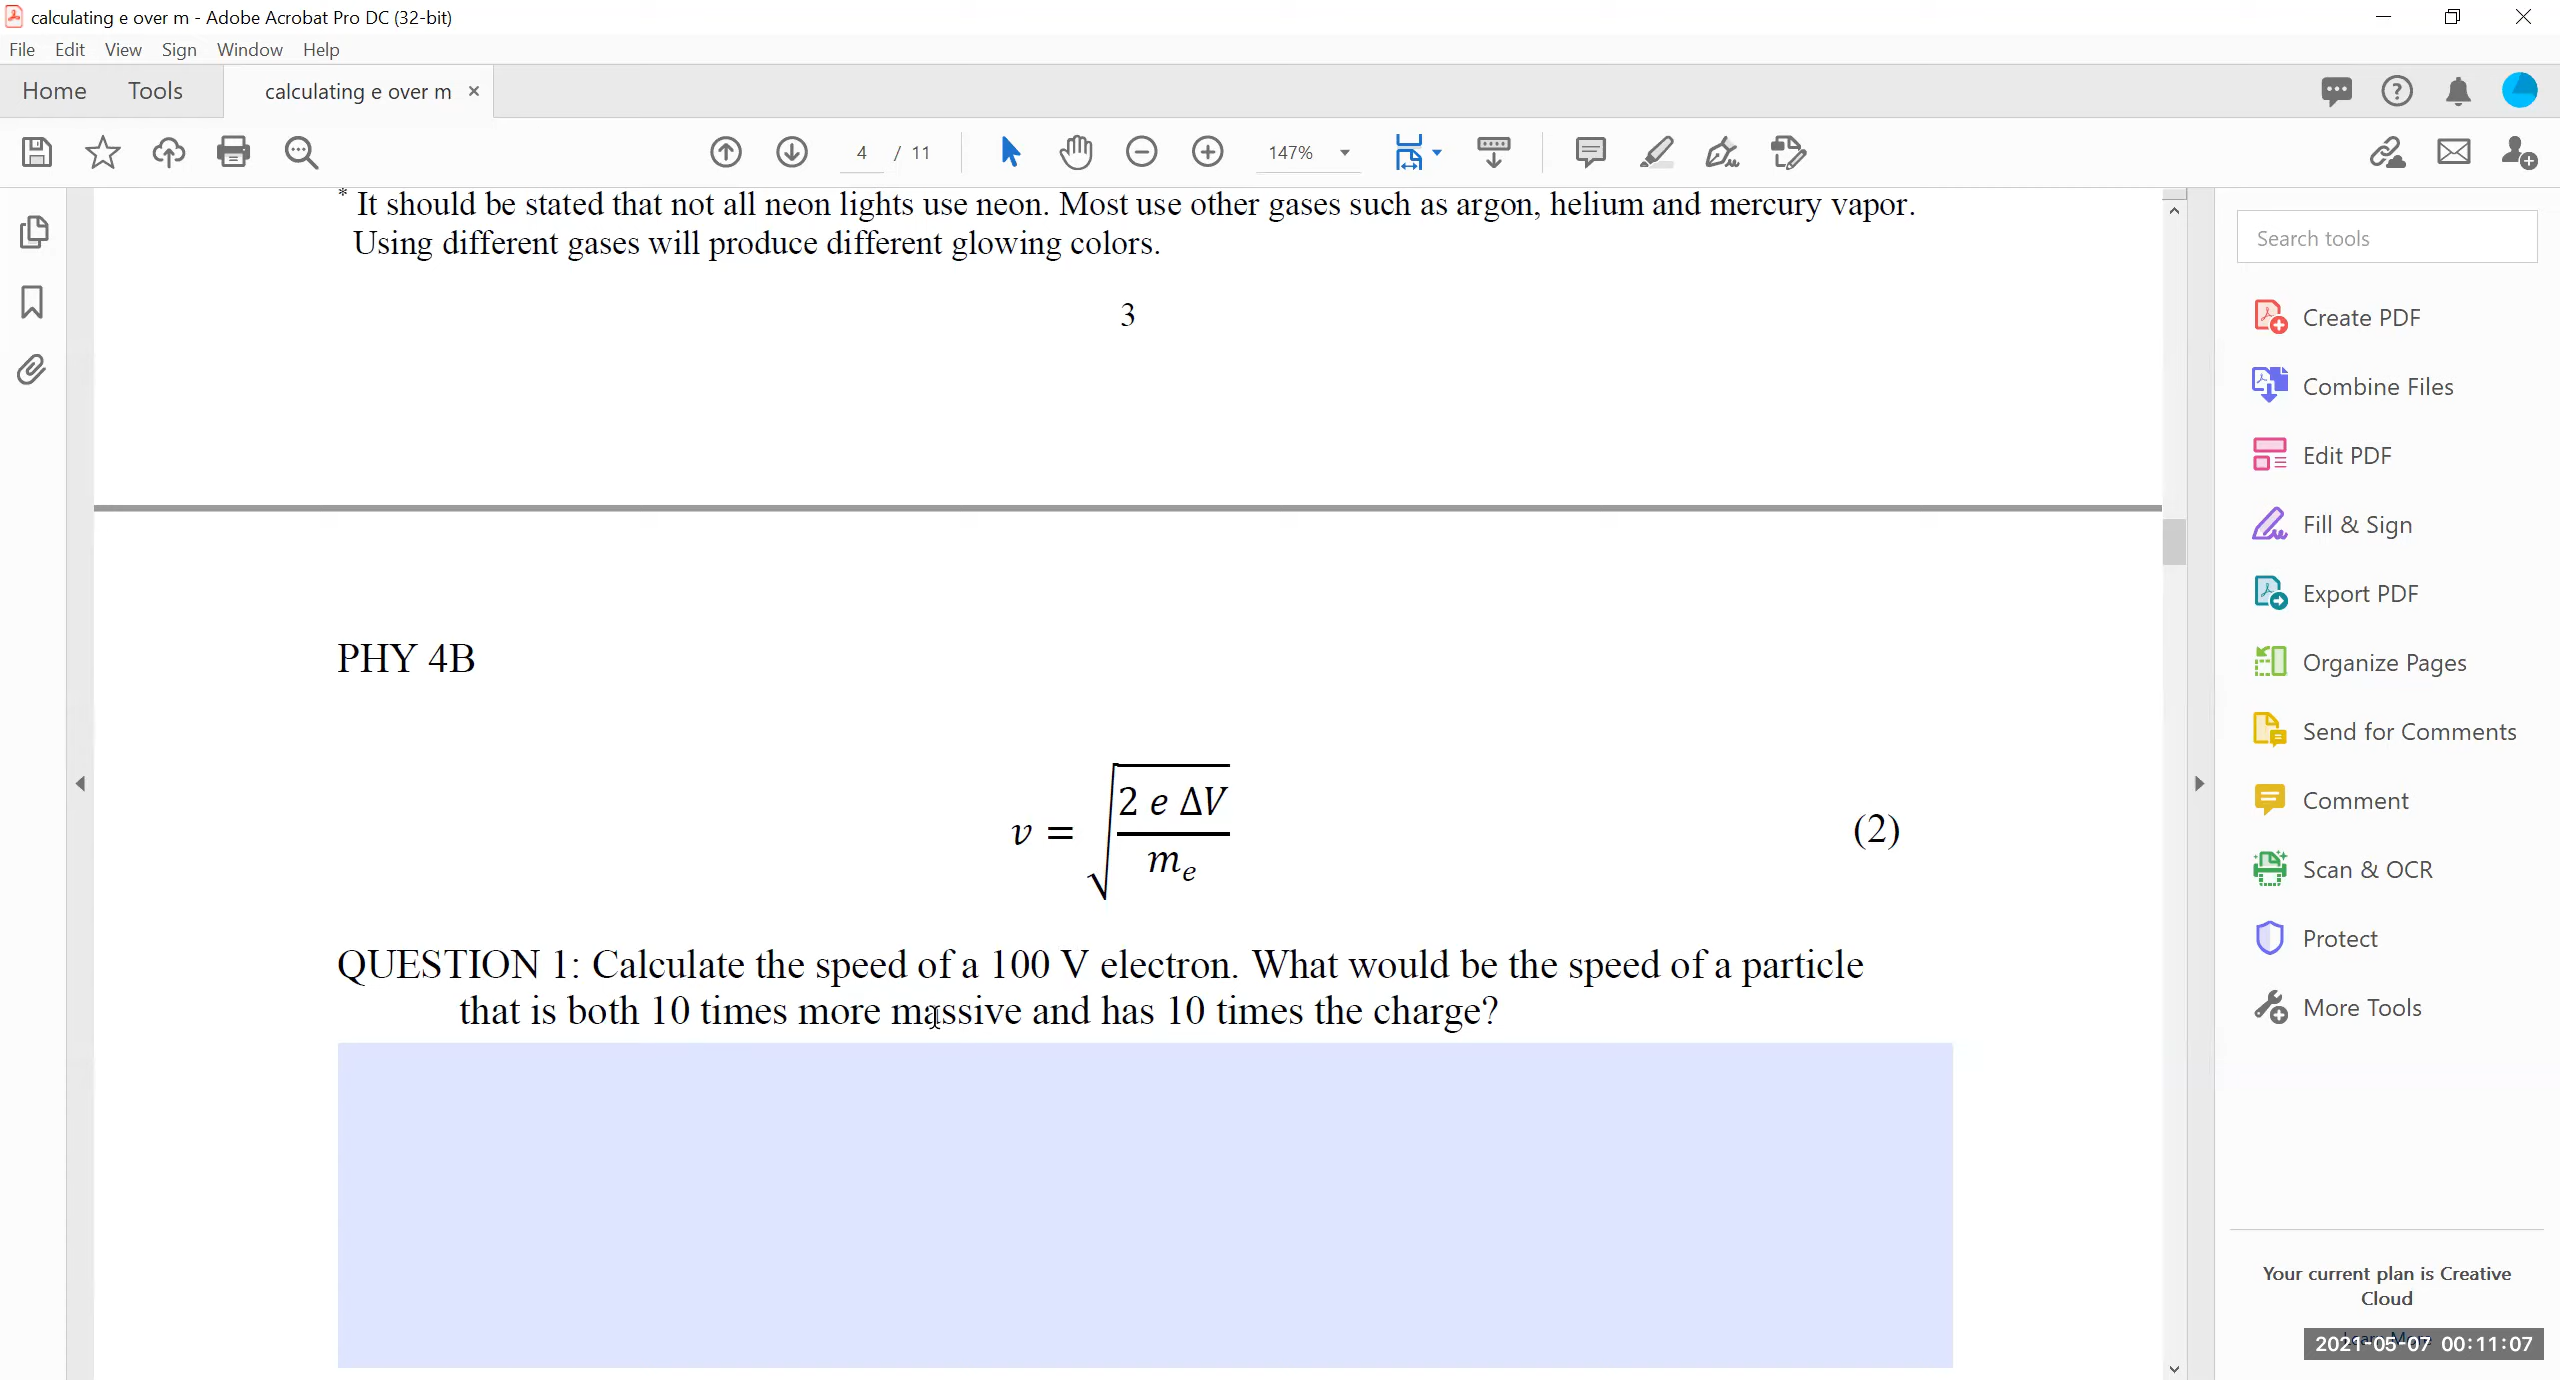 calculating e over m - Adobe Acrobat Pro DC (32-bit)
File Edit View Sign Window Help
Home Tools calculating e over m ×
4 / 11 147%
* It should be stated that not all neon lights use neon. Most use other gases such as argon, helium and mercury vapor.
Using different gases will produce different glowing colors.
3
PHY 4B
v = √(2 e ΔV / mₑ) (2)
QUESTION 1: Calculate the speed of a 100 V electron. What would be the speed of a particle
that is both 10 times more massive and has 10 times the charge?
Search tools
Create PDF
Combine Files
Edit PDF
Fill & Sign
Export PDF
Organize Pages
Send for Comments
Comment
Scan & OCR
Protect
More Tools
Your current plan is Creative
Cloud
2021-05-07 00:11:07